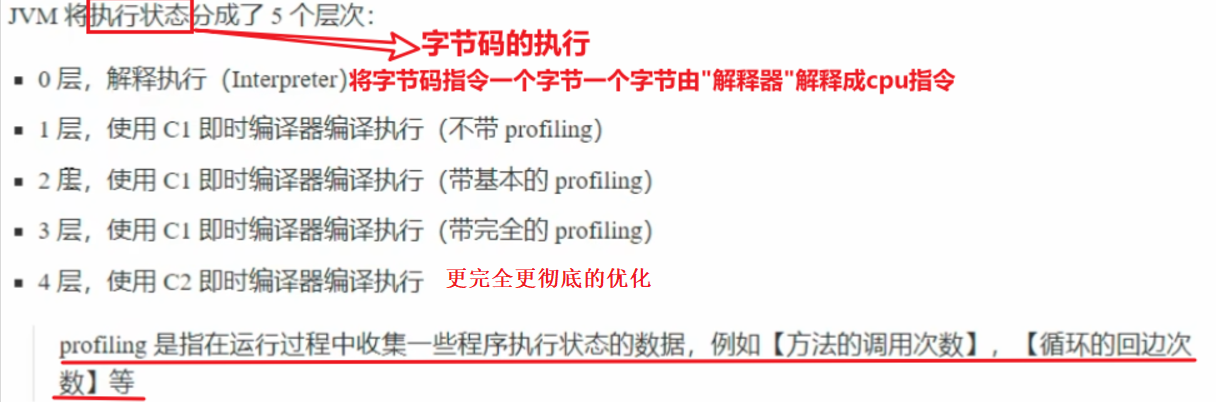 JVM 将执行状态分成了 5 个层次：
字节码的执行
▪ 0 层，解释执行（Interpreter)将字节码指令一个字节一个字节由"解释器"解释成cpu指令
▪ 1 层，使用 C1 即时编译器编译执行（不带 profiling）
▪ 2 层，使用 C1 即时编译器编译执行（带基本的 profiling）
▪ 3 层，使用 C1 即时编译器编译执行（带完全的 profiling）
▪ 4 层，使用 C2 即时编译器编译执行 更完全更彻底的优化
profiling 是指在运行过程中收集一些程序执行状态的数据，例如【方法的调用次数】，【循环的回边次
数】等